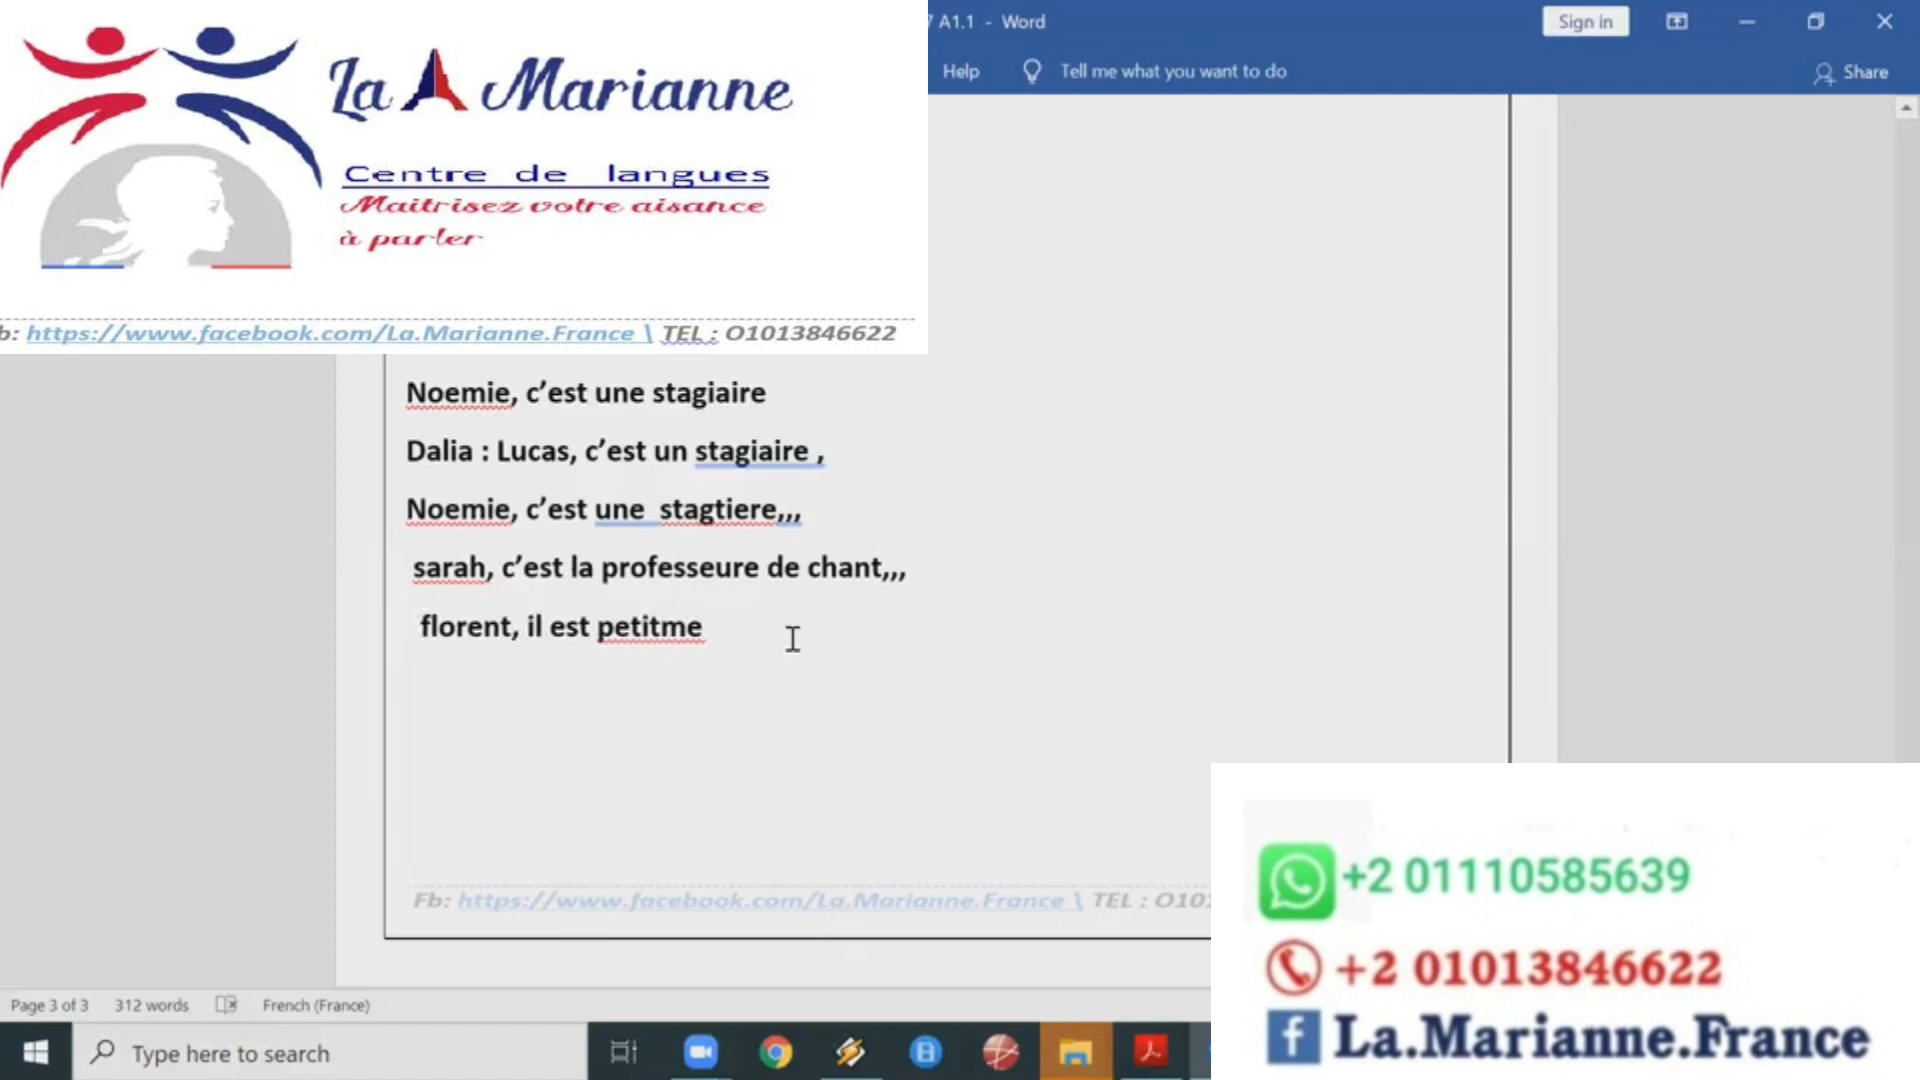 7 A1.1 - Word
Sign in
Help
Tell me what you want to do
Share
La Marianne
Centre de langues
Maitrisez votre aisance
à parler
b: https://www.facebook.com/La.Marianne.France \ TEL : O1013846622
Noemie, c’est une stagiaire
Dalia : Lucas, c’est un stagiaire ,
Noemie, c’est une stagtiere,,,
sarah, c’est la professeure de chant,,,
florent, il est petitme
Fb: https://www.facebook.com/La.Marianne.France \ TEL : O10
+2 01110585639
+2 01013846622
La.Marianne.France
Page 3 of 3 312 words French (France)
Type here to search